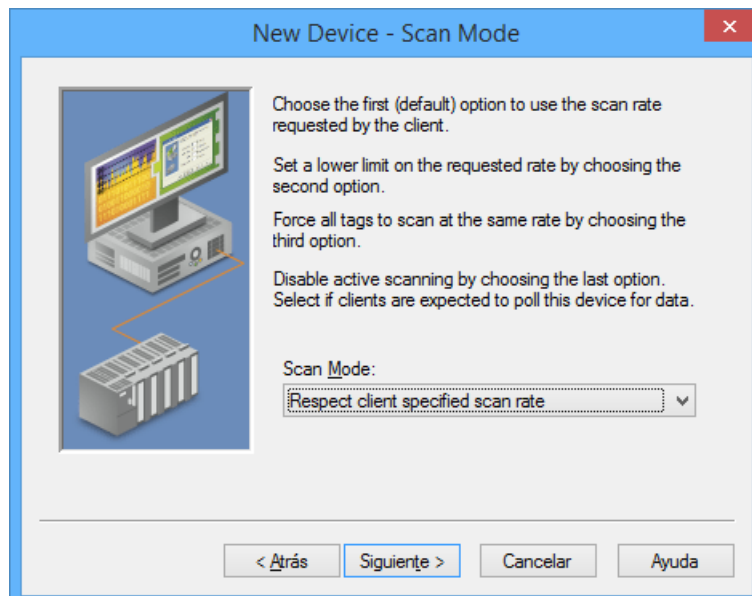 New Device - Scan Mode
Choose the first (default) option to use the scan rate
requested by the client.
Set a lower limit on the requested rate by choosing the
second option.
Force all tags to scan at the same rate by choosing the
third option.
Disable active scanning by choosing the last option.
Select if clients are expected to poll this device for data.
Scan Mode:
Respect client specified scan rate
< Atrás
Siguiente >
Cancelar
Ayuda